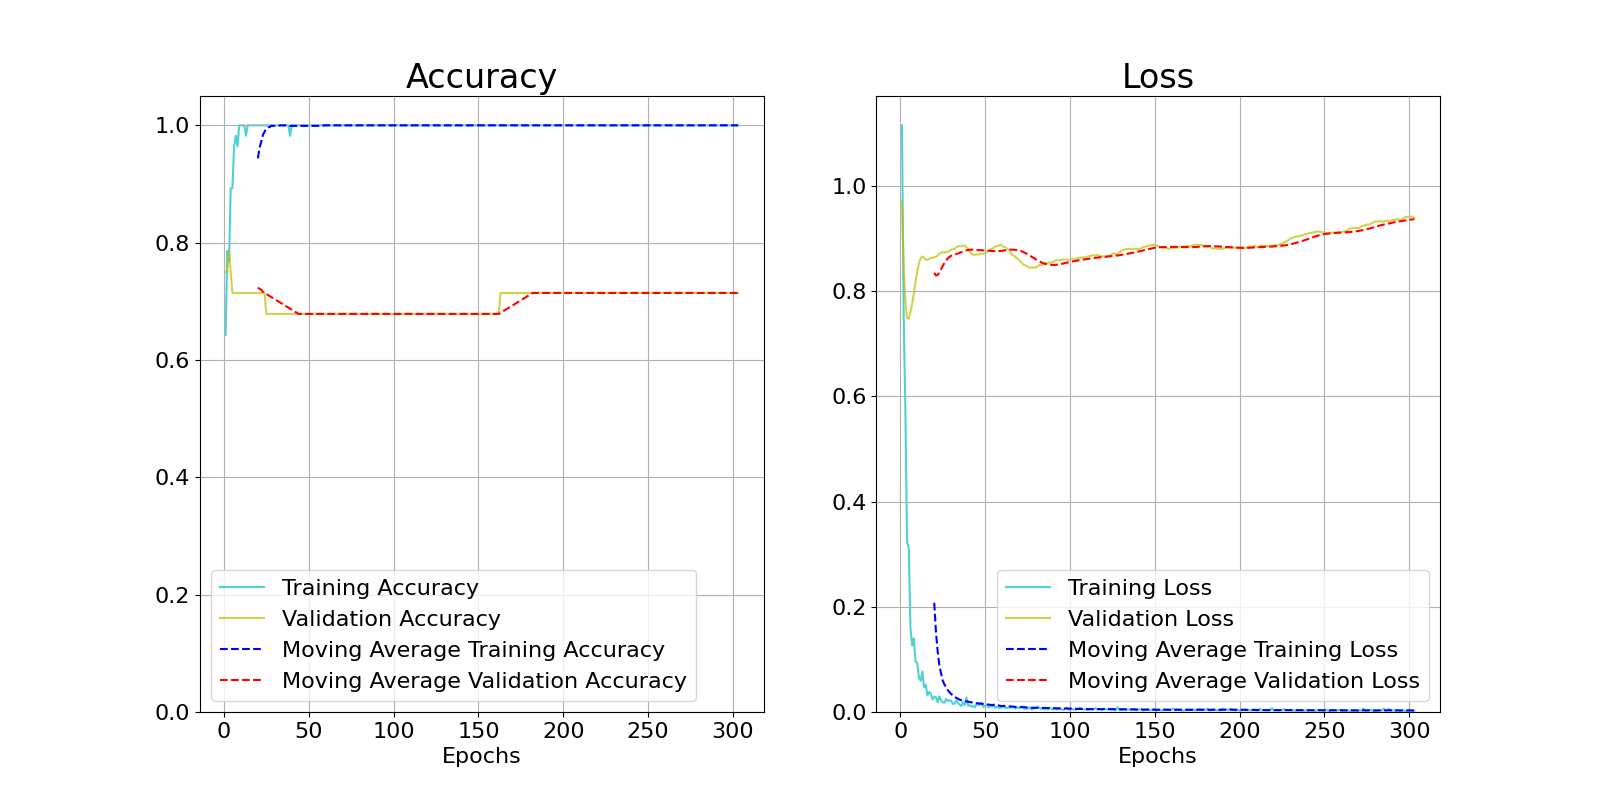 Accuracy
1.0
0.8
0.6
0.4
0.2
0.0
Training Accuracy
Validation Accuracy
Moving Average Training Accuracy
Moving Average Validation Accuracy
0 50 100 150 200 250 300
Epochs
Loss
1.0
0.8
0.6
0.4
0.2
0.0
Training Loss
Validation Loss
Moving Average Training Loss
Moving Average Validation Loss
0 50 100 150 200 250 300
Epochs